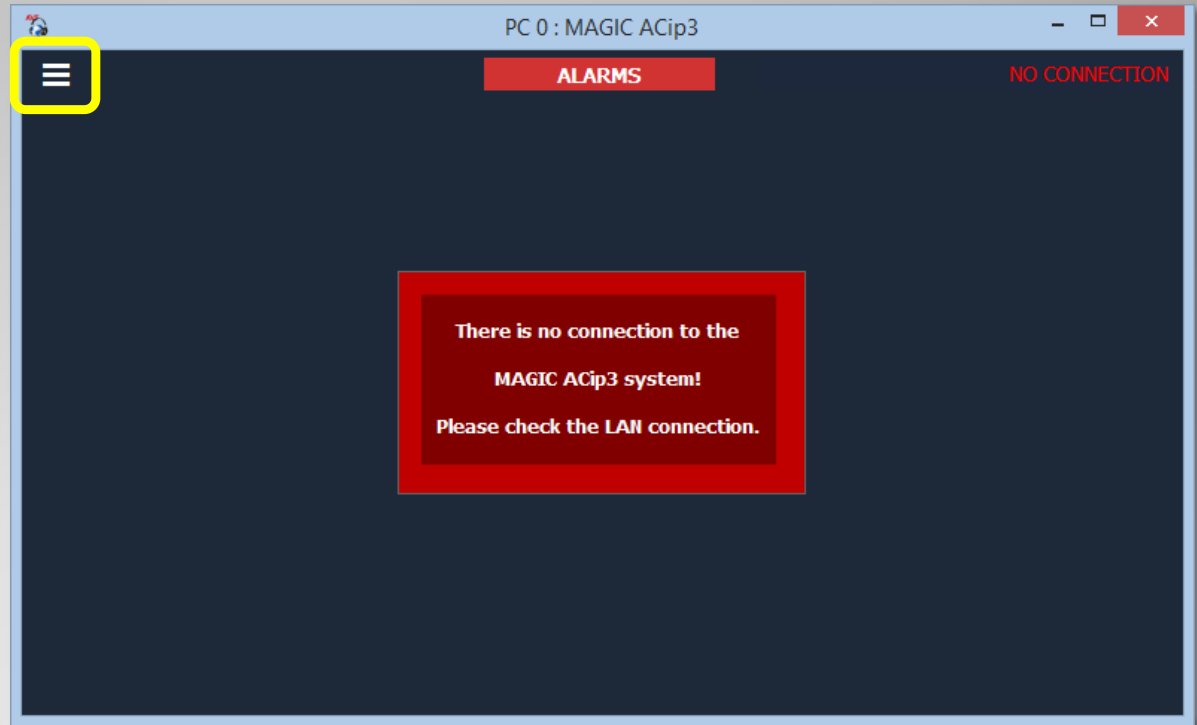 PC 0 : MAGIC ACip3
ALARMS
NO CONNECTION
There is no connection to the
MAGIC ACip3 system!
Please check the LAN connection.